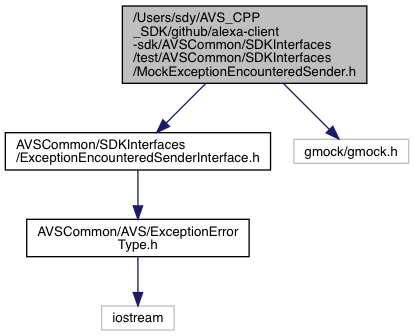 /Users/sdy/AVS_CPP
_SDK/github/alexa-client
-sdk/AVSCommon/SDKInterfaces
/test/AVSCommon/SDKInterfaces
/MockExceptionEncounteredSender.h
AVSCommon/SDKInterfaces
/ExceptionEncounteredSenderInterface.h
gmock/gmock.h
AVSCommon/AVS/ExceptionError
Type.h
iostream